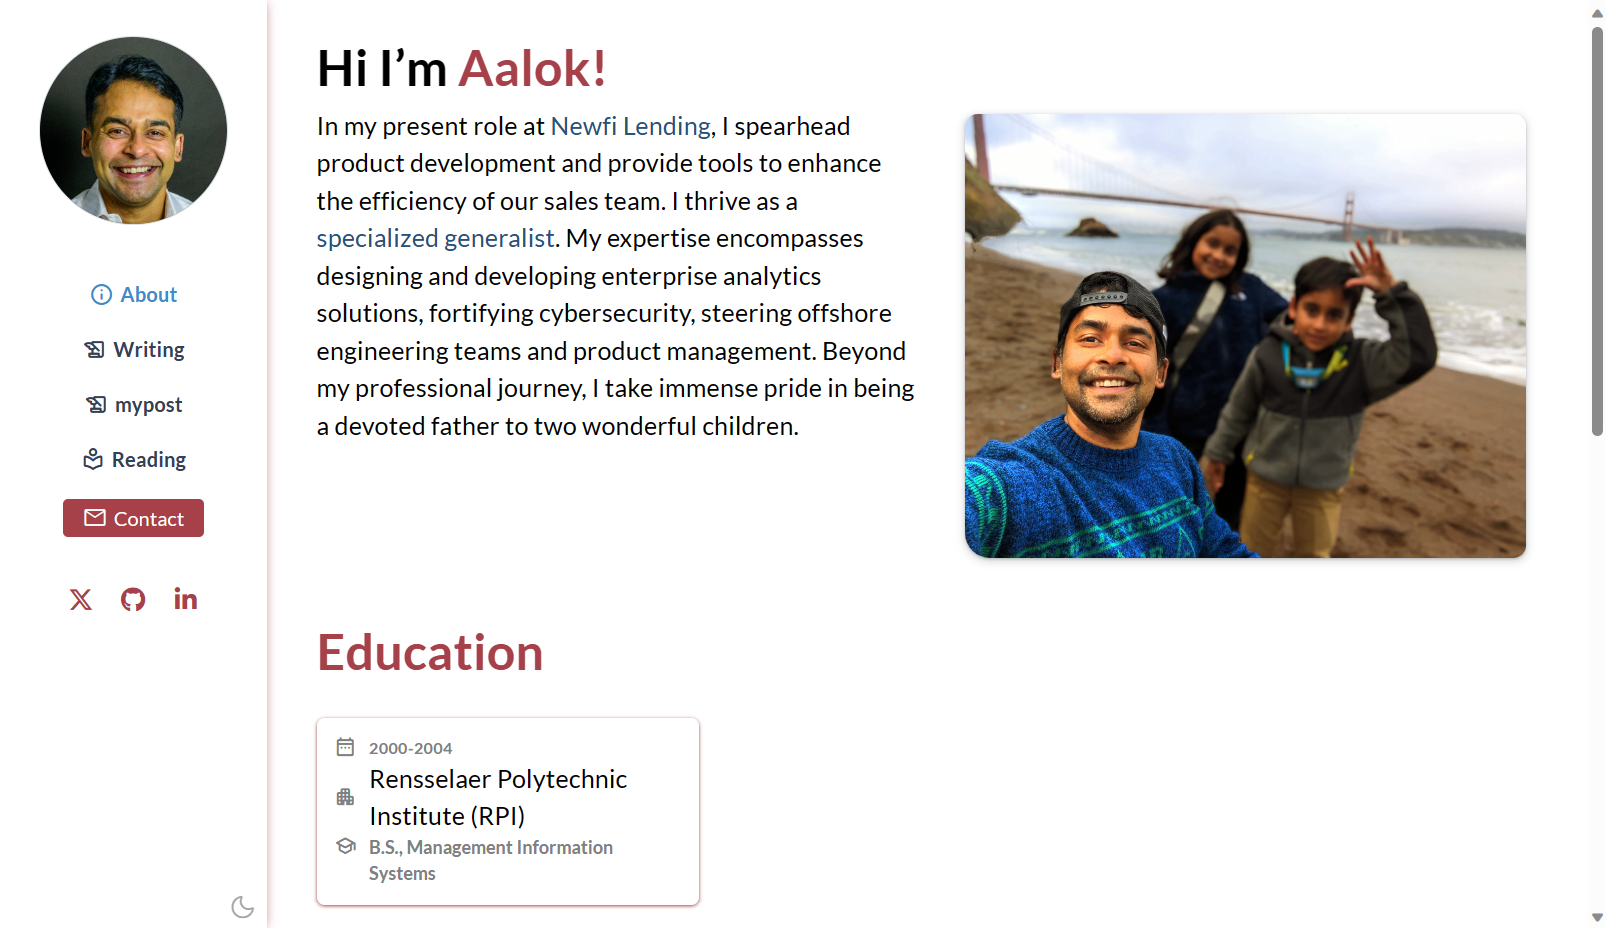 About
Writing
mypost
Reading
Contact
Hi I’m Aalok!
In my present role at Newfi Lending, I spearhead
product development and provide tools to enhance
the efficiency of our sales team. I thrive as a
specialized generalist. My expertise encompasses
designing and developing enterprise analytics
solutions, fortifying cybersecurity, steering offshore
engineering teams and product management. Beyond
my professional journey, I take immense pride in being
a devoted father to two wonderful children.
Education
2000-2004
Rensselaer Polytechnic
Institute (RPI)
B.S., Management Information
Systems